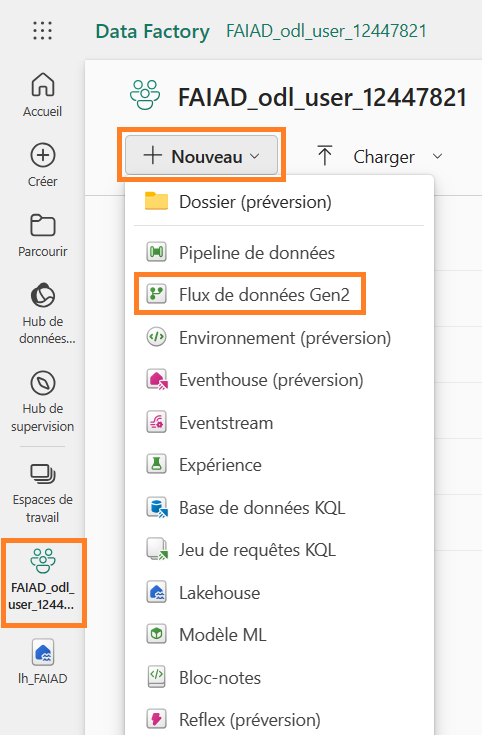 Data Factory FAIAD_odl_user_12447821
Accueil
Créer
Parcourir
Hub de
données...
Hub de
supervision
Espaces de
travail
FAIAD_odl_
user_1244...
lh_FAIAD
FAIAD_odl_user_12447821
Nouveau
Charger
Dossier (préversion)
Pipeline de données
Flux de données Gen2
Environnement (préversion)
Eventhouse (préversion)
Eventstream
Expérience
Base de données KQL
Jeu de requêtes KQL
Lakehouse
Modèle ML
Bloc-notes
Reflex (préversion)